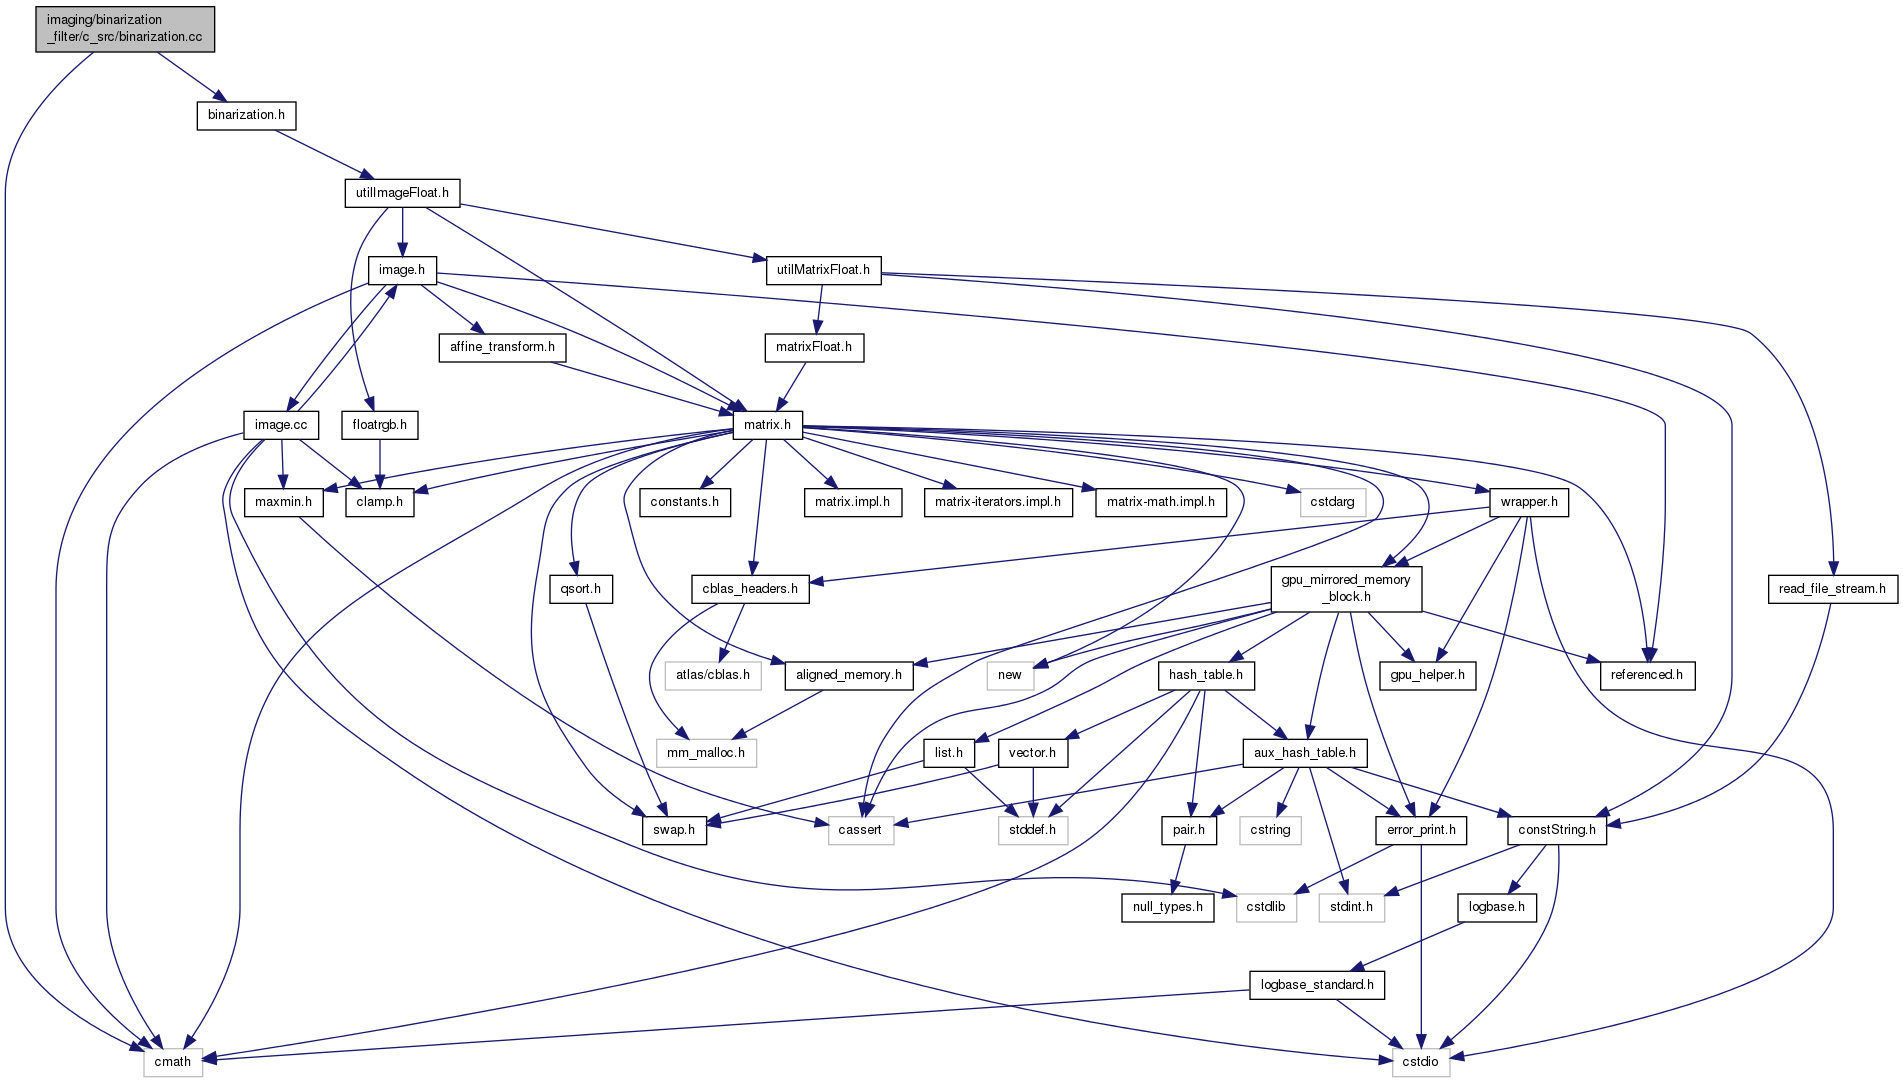 imaging/binarization
_filter/c_src/binarization.cc
binarization.h
utilImageFloat.h
image.h
utilMatrixFloat.h
affine_transform.h
matrixFloat.h
image.cc
floatrgb.h
matrix.h
maxmin.h
clamp.h
constants.h
matrix.impl.h
matrix-iterators.impl.h
matrix-math.impl.h
cstdarg
wrapper.h
qsort.h
cblas_headers.h
gpu_mirrored_memory
_block.h
read_file_stream.h
atlas/cblas.h
aligned_memory.h
new
hash_table.h
gpu_helper.h
referenced.h
mm_malloc.h
list.h
vector.h
aux_hash_table.h
swap.h
cassert
stddef.h
pair.h
cstring
error_print.h
constString.h
null_types.h
cstdlib
stdint.h
logbase.h
logbase_standard.h
cmath
cstdio